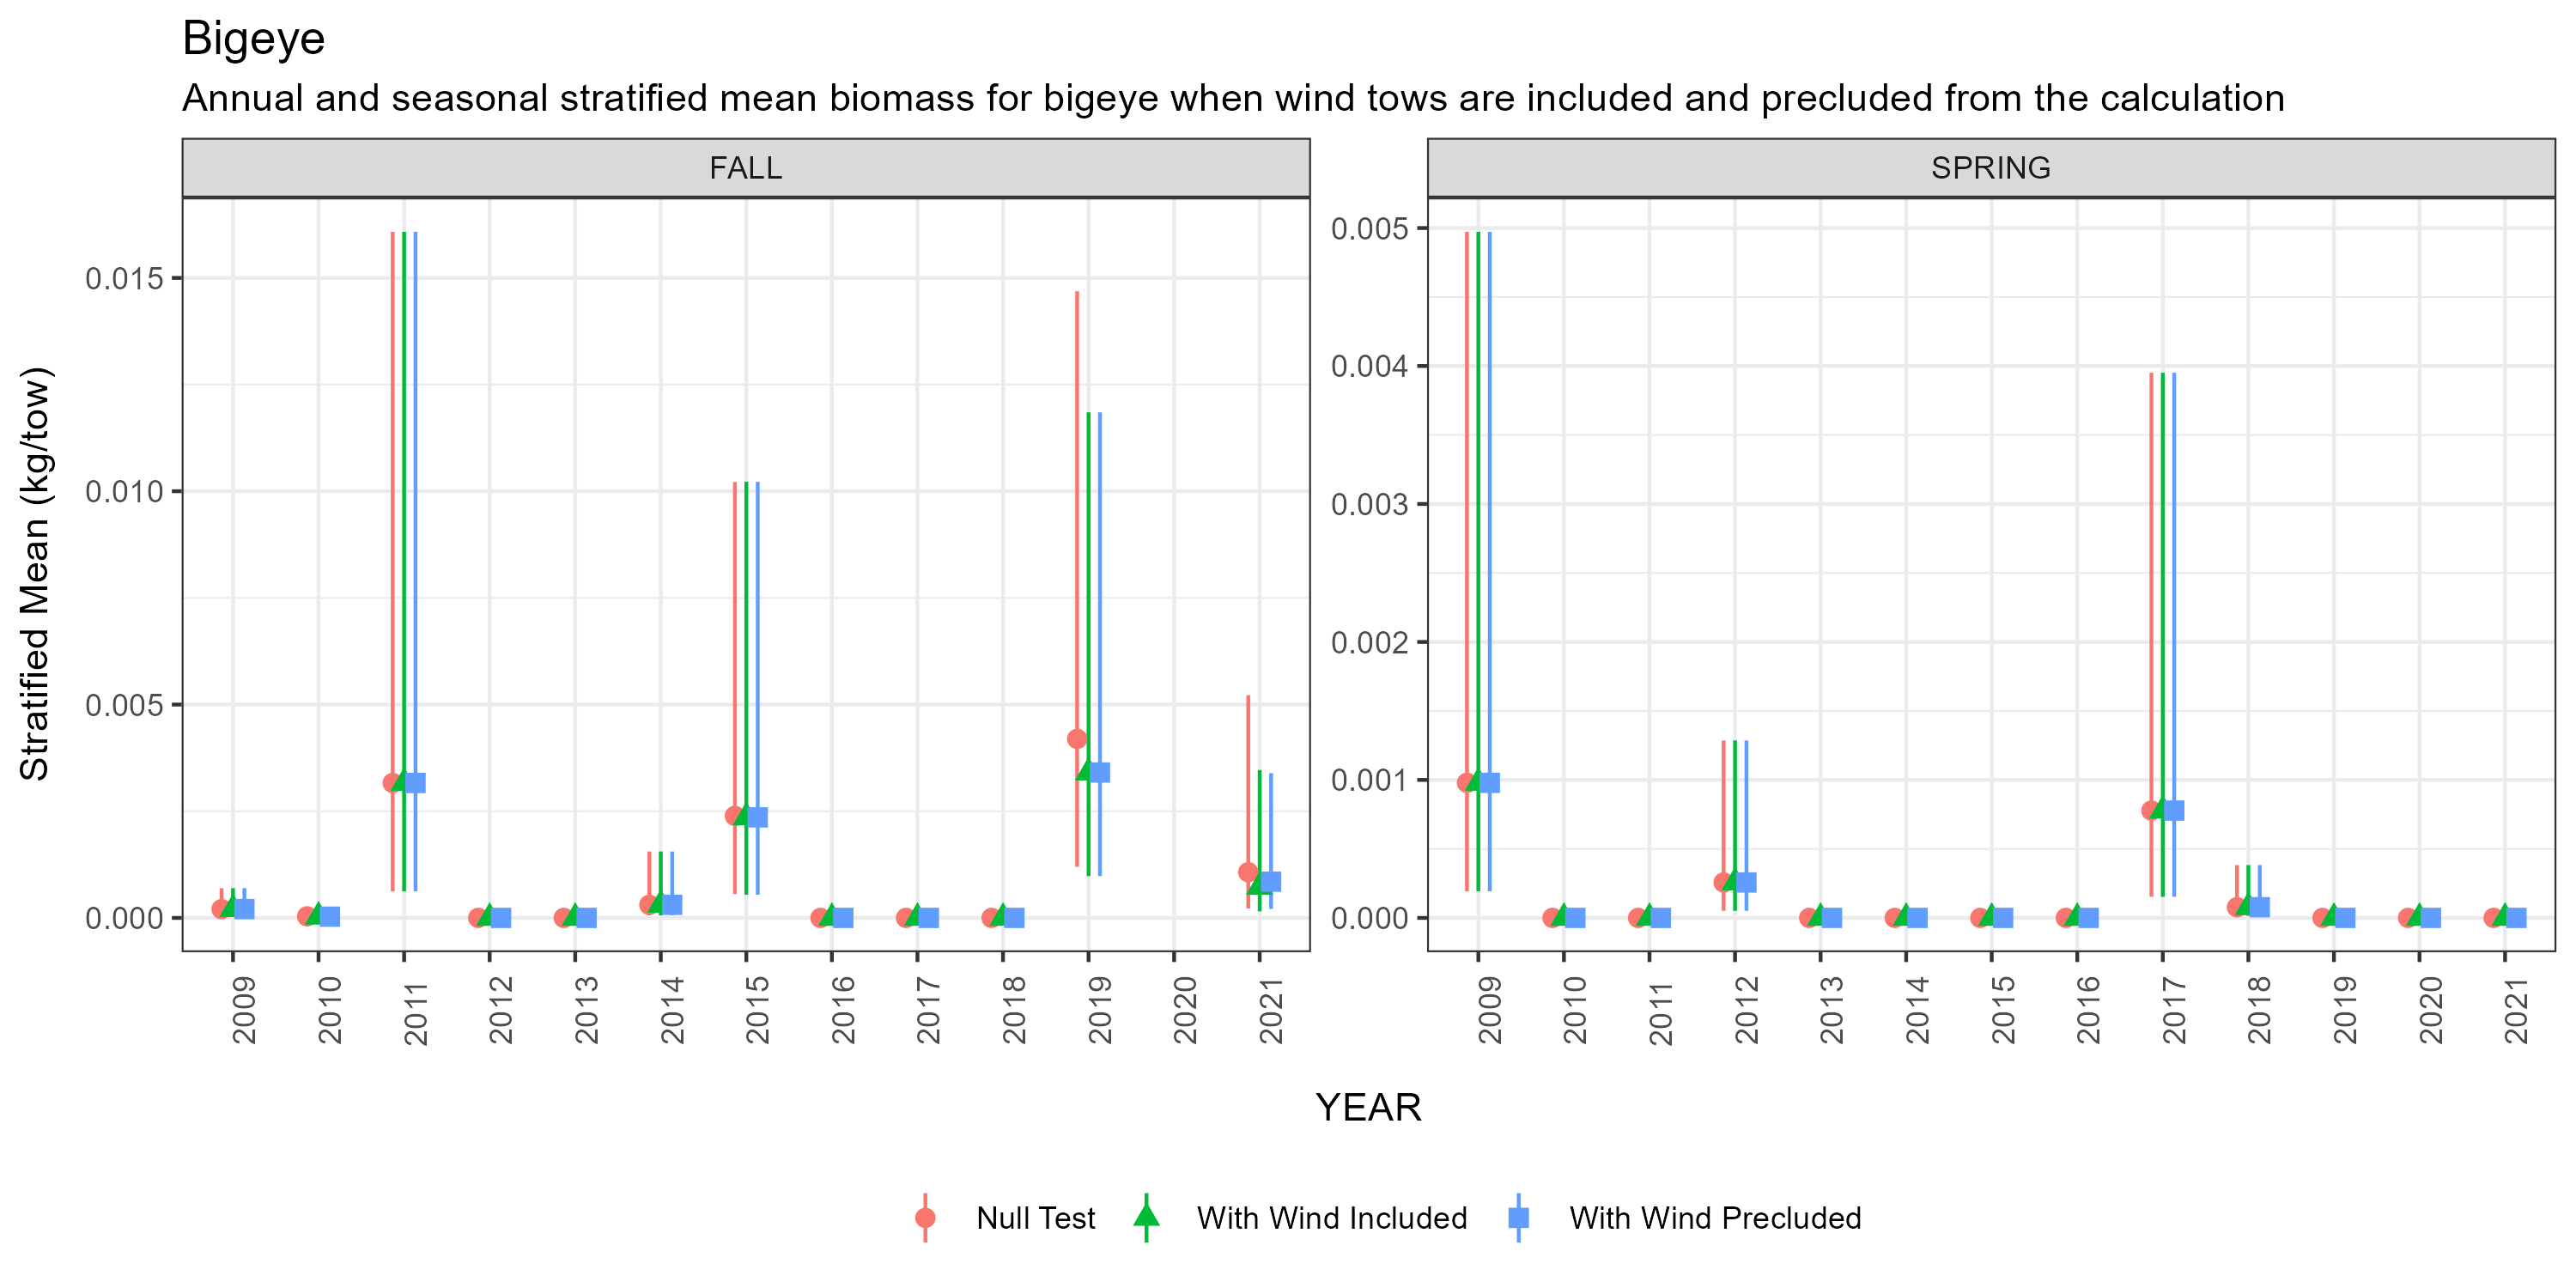 Bigeye
Annual and seasonal stratified mean biomass for bigeye when wind tows are included and precluded from the calculation
FALL
SPRING
Stratified Mean (kg/tow)
0.015
0.010
0.005
0.000
0.005
0.004
0.003
0.002
0.001
0.000
2009 2010 2011 2012 2013 2014 2015 2016 2017 2018 2019 2020 2021
2009 2010 2011 2012 2013 2014 2015 2016 2017 2018 2019 2020 2021
YEAR
Null Test With Wind Included With Wind Precluded